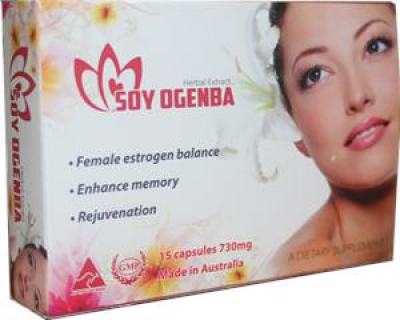 Herbal Extract...
SOY OGENBA
SOY OGENBA
• Female estrogen balance
• Enhance memory
• Rejuvenation
15 capsules 730mg
Made in Australia
GMP
A DIETARY SUPPLEMENT